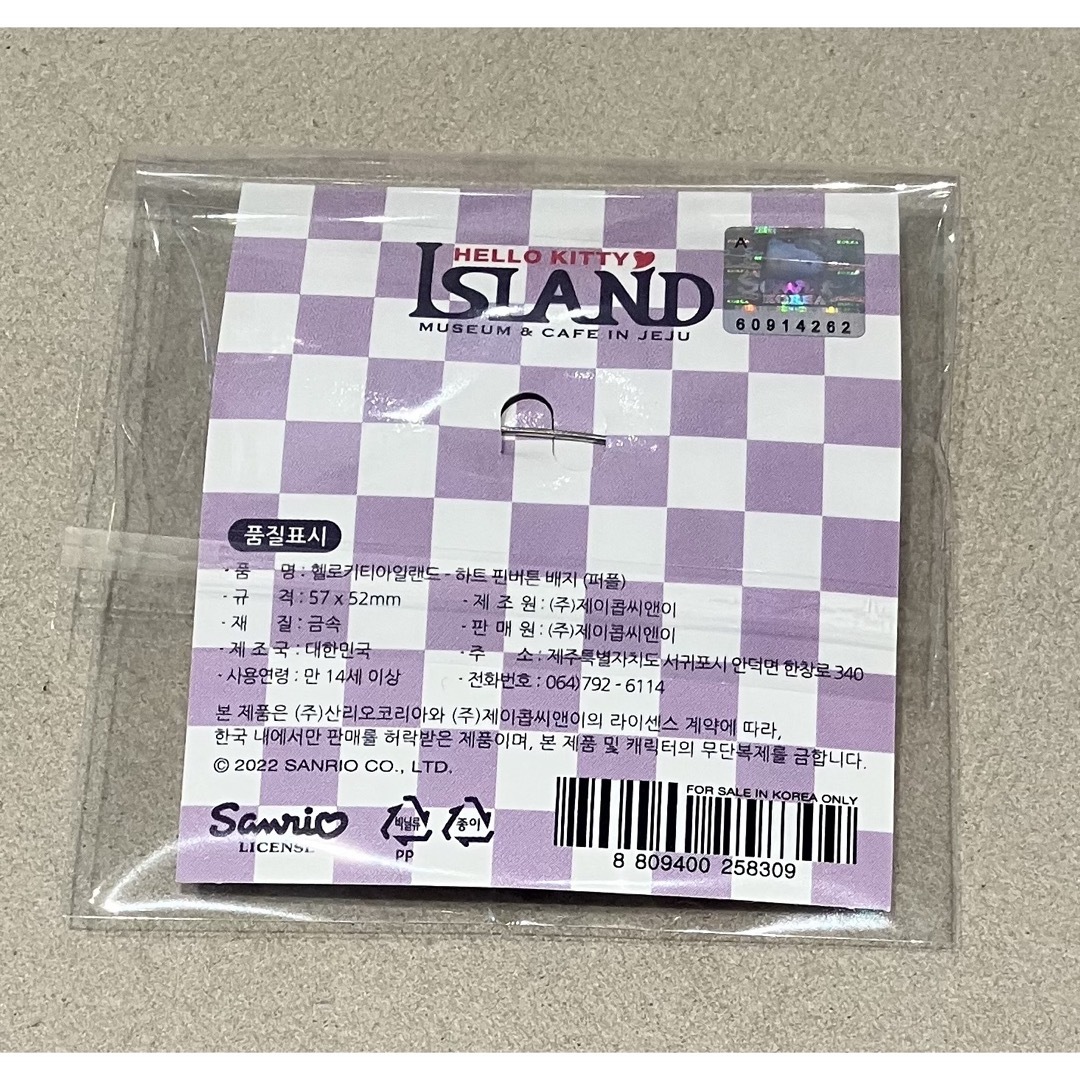 HELLO KITTY
ISLAND
MUSEUM & CAFE IN JEJU
A
KOREA
60914262
품질표시
· 품 명 : 헬로키티아일랜드 - 하트 핀버튼 배지 (퍼플)
· 규 격 : 57 x 52mm
· 재 질 : 금속
· 제 조 국 : 대한민국
· 사용연령 : 만 14세 이상
· 제 조 원 : (주)제이콥씨앤이
· 판 매 원 : (주)제이콥씨앤이
· 주 소 : 제주특별자치도 서귀포시 안덕면 한창로 340
· 전화번호 : 064)792 - 6114
본 제품은 (주)산리오코리아와 (주)제이콥씨앤이의 라이센스 계약에 따라,
한국 내에서만 판매를 허락받은 제품이며, 본 제품 및 캐릭터의 무단복제를 금합니다.
© 2022 SANRIO CO., LTD.
Sanrio
LICENSE
비닐류
PP
종이
FOR SALE IN KOREA ONLY
8 809400 258309